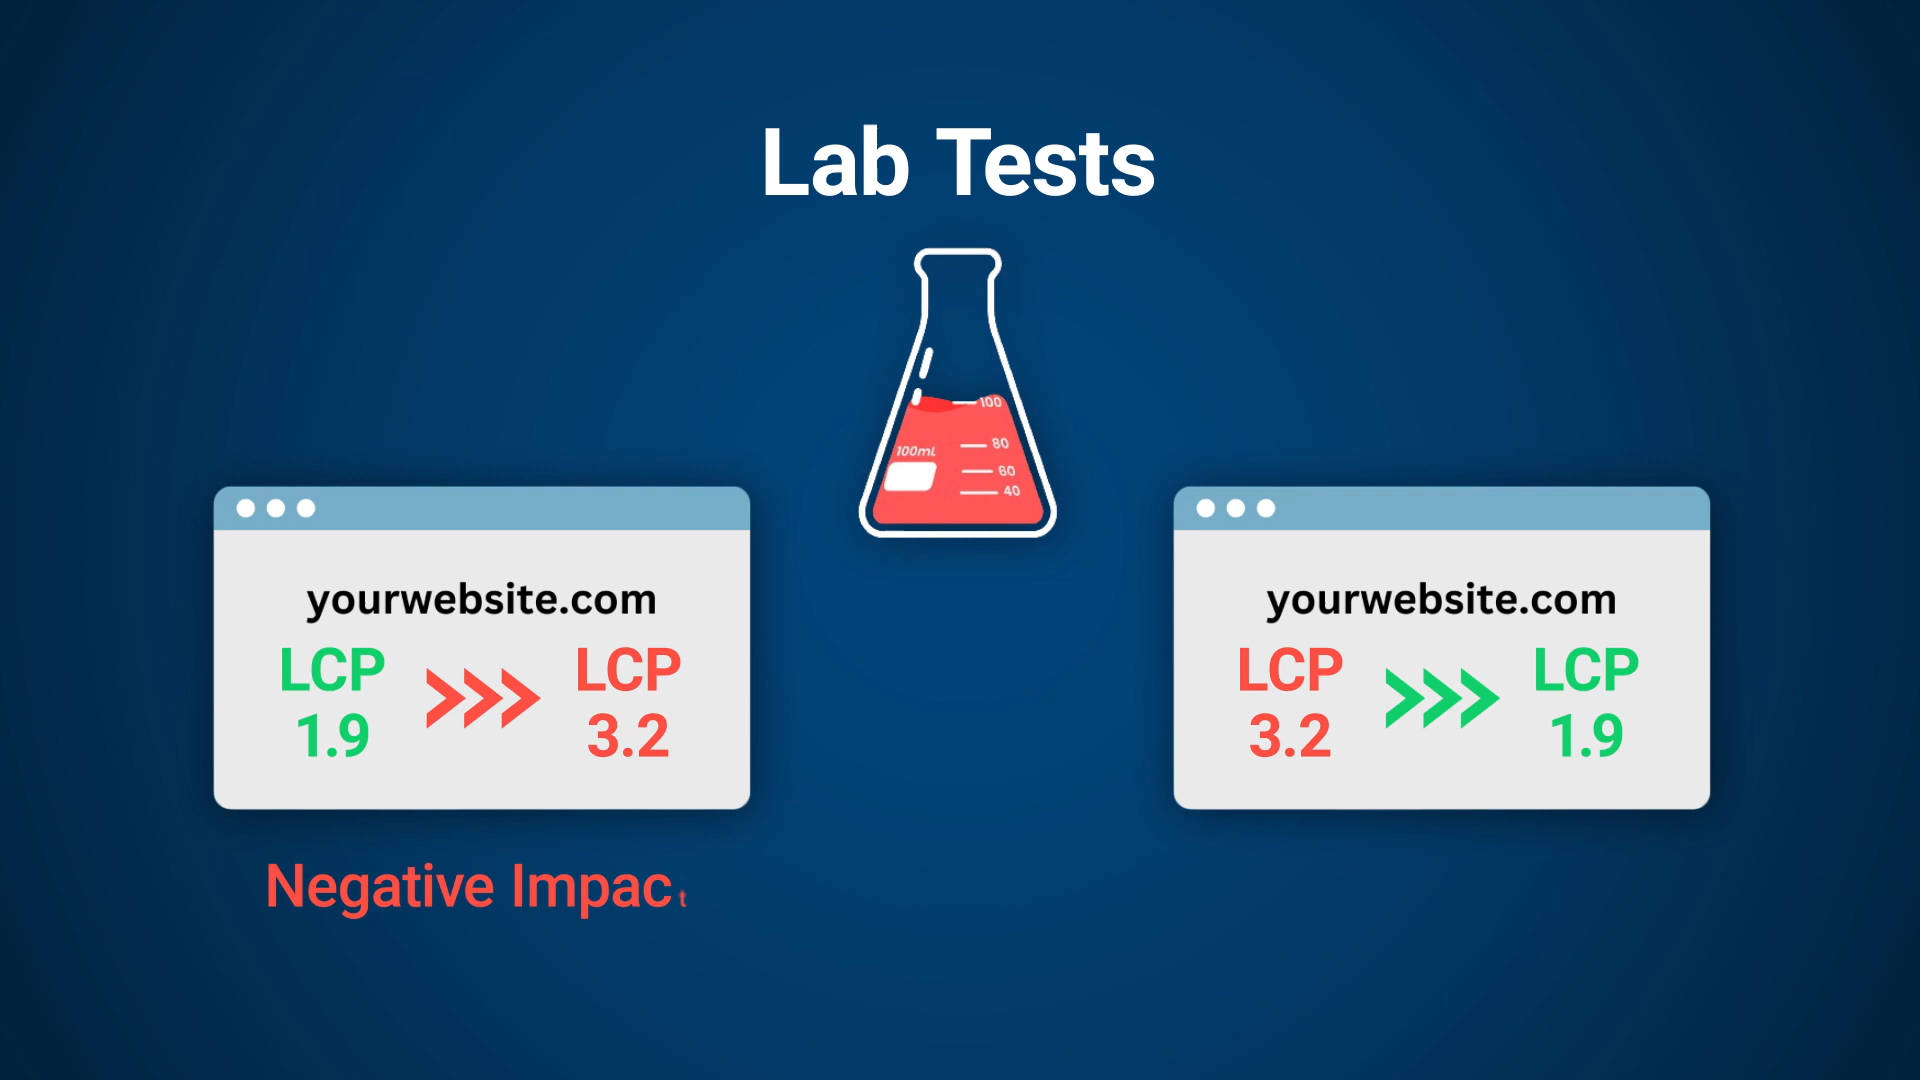 Lab Tests
100
80
100mL
60
40
yourwebsite.com
LCP >>> LCP
1.9 3.2
yourwebsite.com
LCP >>> LCP
3.2 1.9
Negative Impact